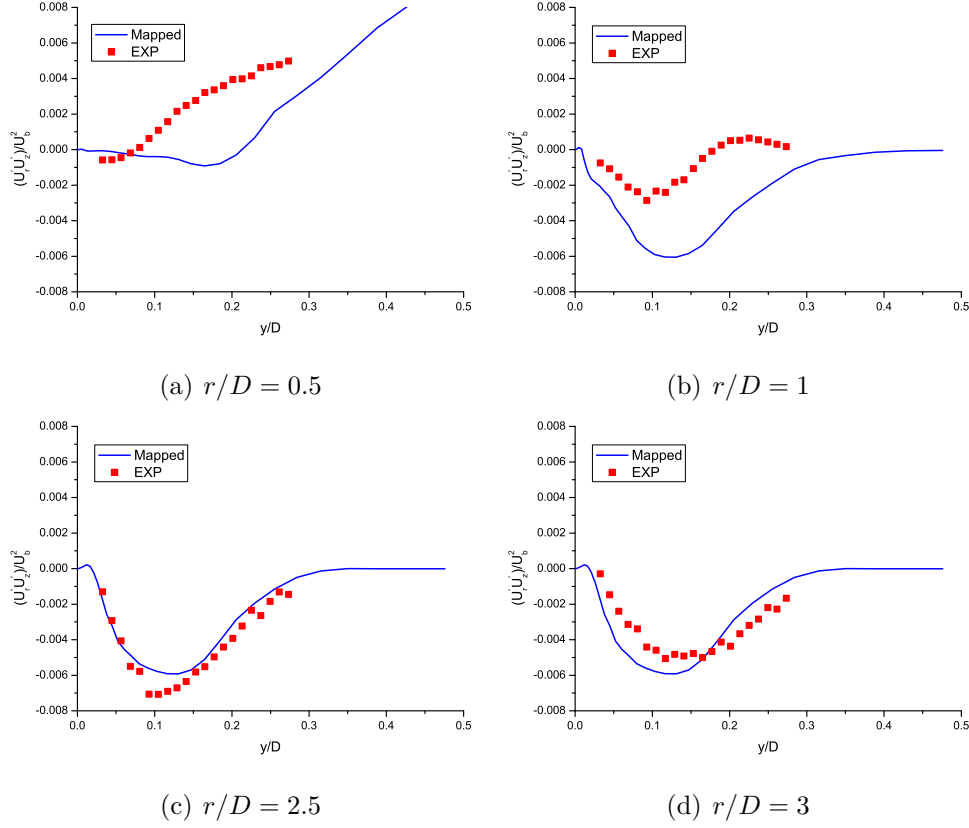 0.008
0.006
0.004
0.002
0.000
-0.002
-0.004
-0.006
-0.008
(U'rU'z)/U²b
Mapped
EXP
0.0 0.1 0.2 0.3 0.4 0.5
y/D
(a) r/D = 0.5
0.008
0.006
0.004
0.002
0.000
-0.002
-0.004
-0.006
-0.008
(U'rU'z)/U²b
Mapped
EXP
0.0 0.1 0.2 0.3 0.4 0.5
y/D
(b) r/D = 1
0.008
0.006
0.004
0.002
0.000
-0.002
-0.004
-0.006
-0.008
(U'rU'z)/U²b
Mapped
EXP
0.0 0.1 0.2 0.3 0.4 0.5
y/D
(c) r/D = 2.5
0.008
0.006
0.004
0.002
0.000
-0.002
-0.004
-0.006
-0.008
(U'rU'z)/U²b
Mapped
EXP
0.0 0.1 0.2 0.3 0.4 0.5
y/D
(d) r/D = 3